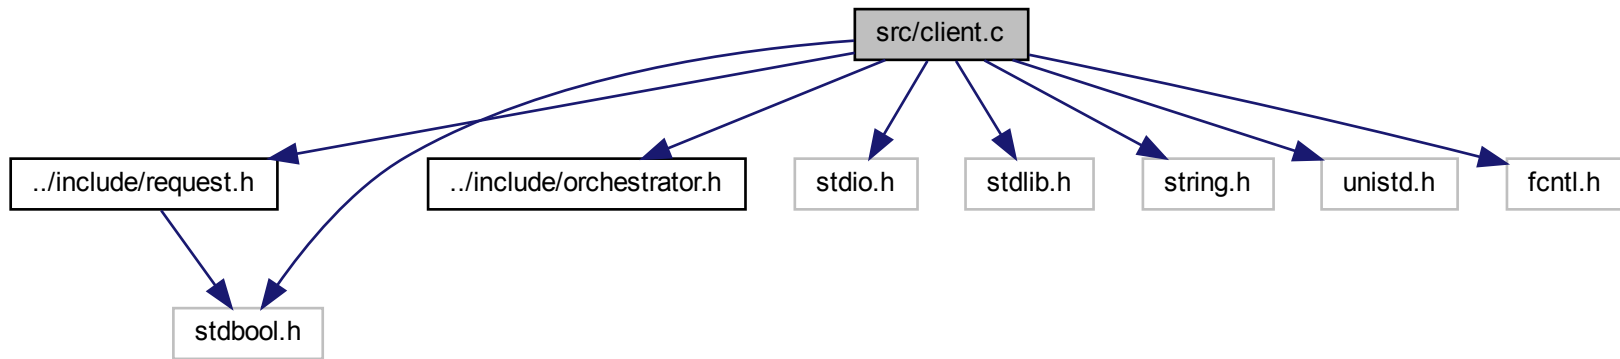 src/client.c
../include/request.h
../include/orchestrator.h
stdio.h
stdlib.h
string.h
unistd.h
fcntl.h
stdbool.h